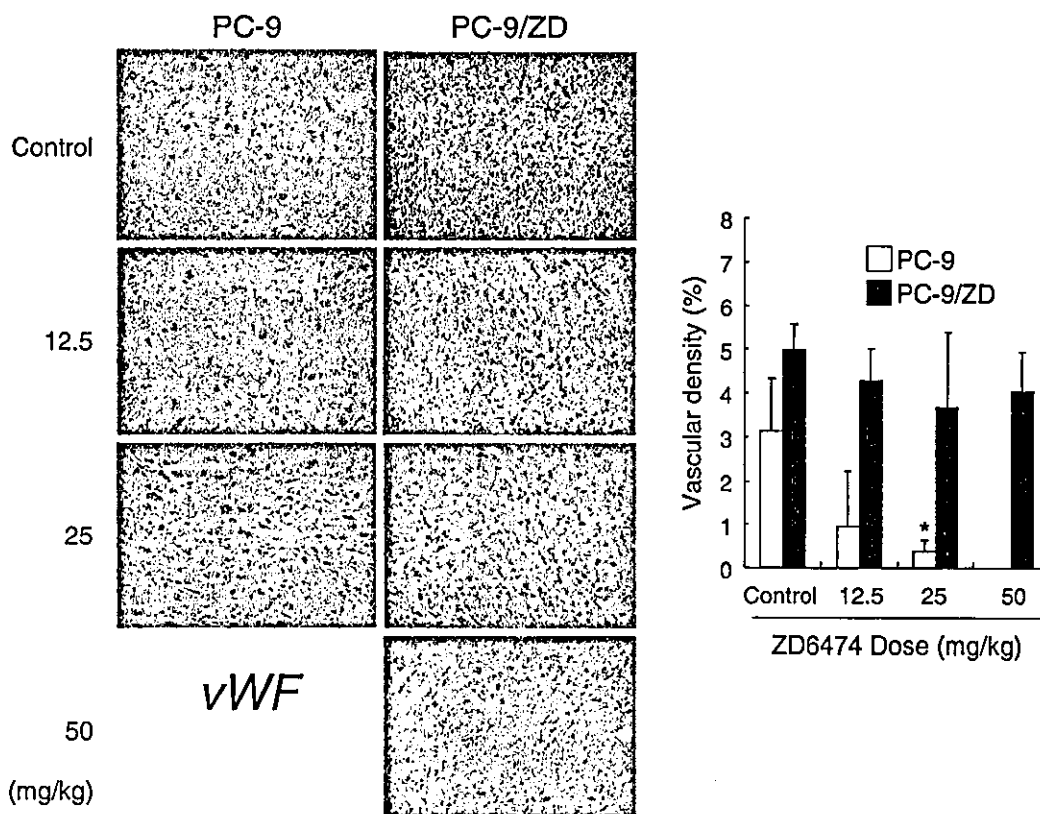 PC-9 PC-9/ZD
Control
12.5
25
50
(mg/kg)
vWF
8
7
6
5
4
3
2
1
0
Vascular density (%)
PC-9
PC-9/ZD
*
Control 12.5 25 50
ZD6474 Dose (mg/kg)